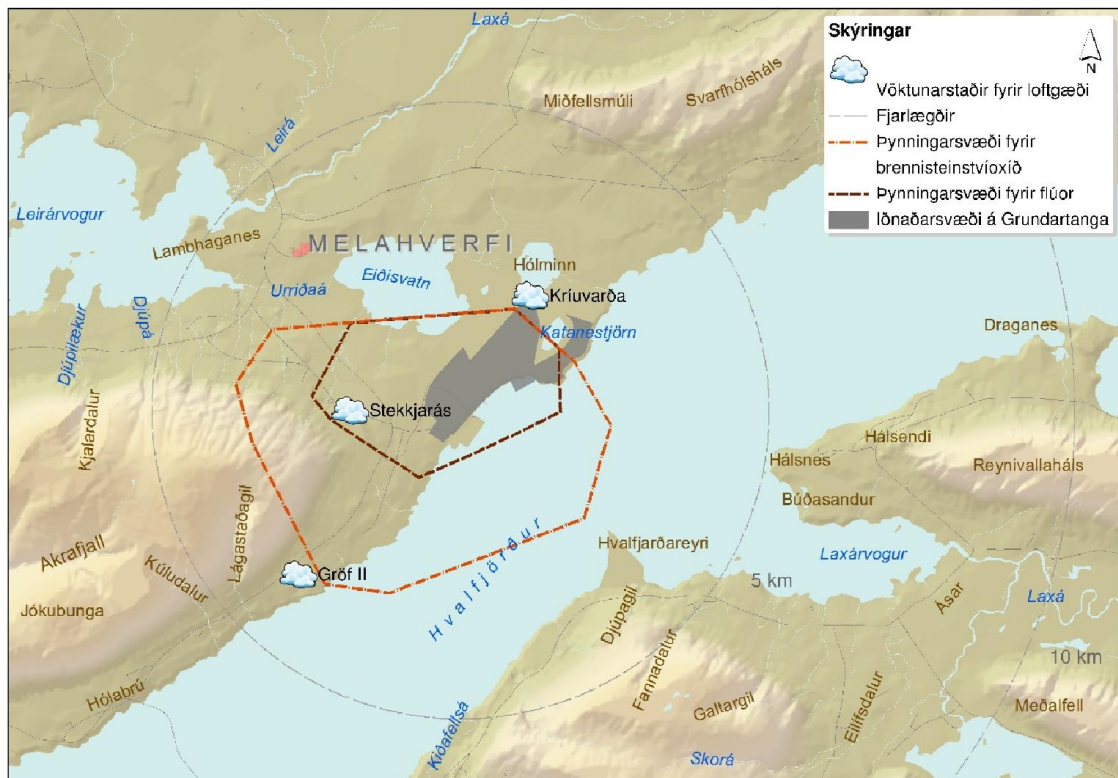 Laxá
Skýringar
N
Vöktunarstaðir fyrir loftgæði
Fjarlægðir
Þynningarsvæði fyrir
brennisteinstvíoxíð
Þynningarsvæði fyrir flúor
Iðnaðarsvæði á Grundartanga
Miðfellsmúli
Svarfhólsháls
Leirá
Leirárvogur
Lambhaganes
MELAHVERFI
Hólminn
Eiðisvatn
Urriðaá
Kríuvarða
Katanestjörn
Djúpá
Djúpilækur
Draganes
Kjalardalur
Stekkjarás
Hálsendi
Hálsnes
Reynivallaháls
Búðasandur
Lágastaðagil
Akrafjall
Kúludalur
Hvalfjörður
Hvalfjarðareyri
Laxárvogur
Gröf II
5 km
Ásar
Laxá
Jókubunga
Djúpagil
Fannadalur
10 km
Hólabrú
Galtargil
Eilífsdalur
Meðalfell
Kiðafellsá
Skorá